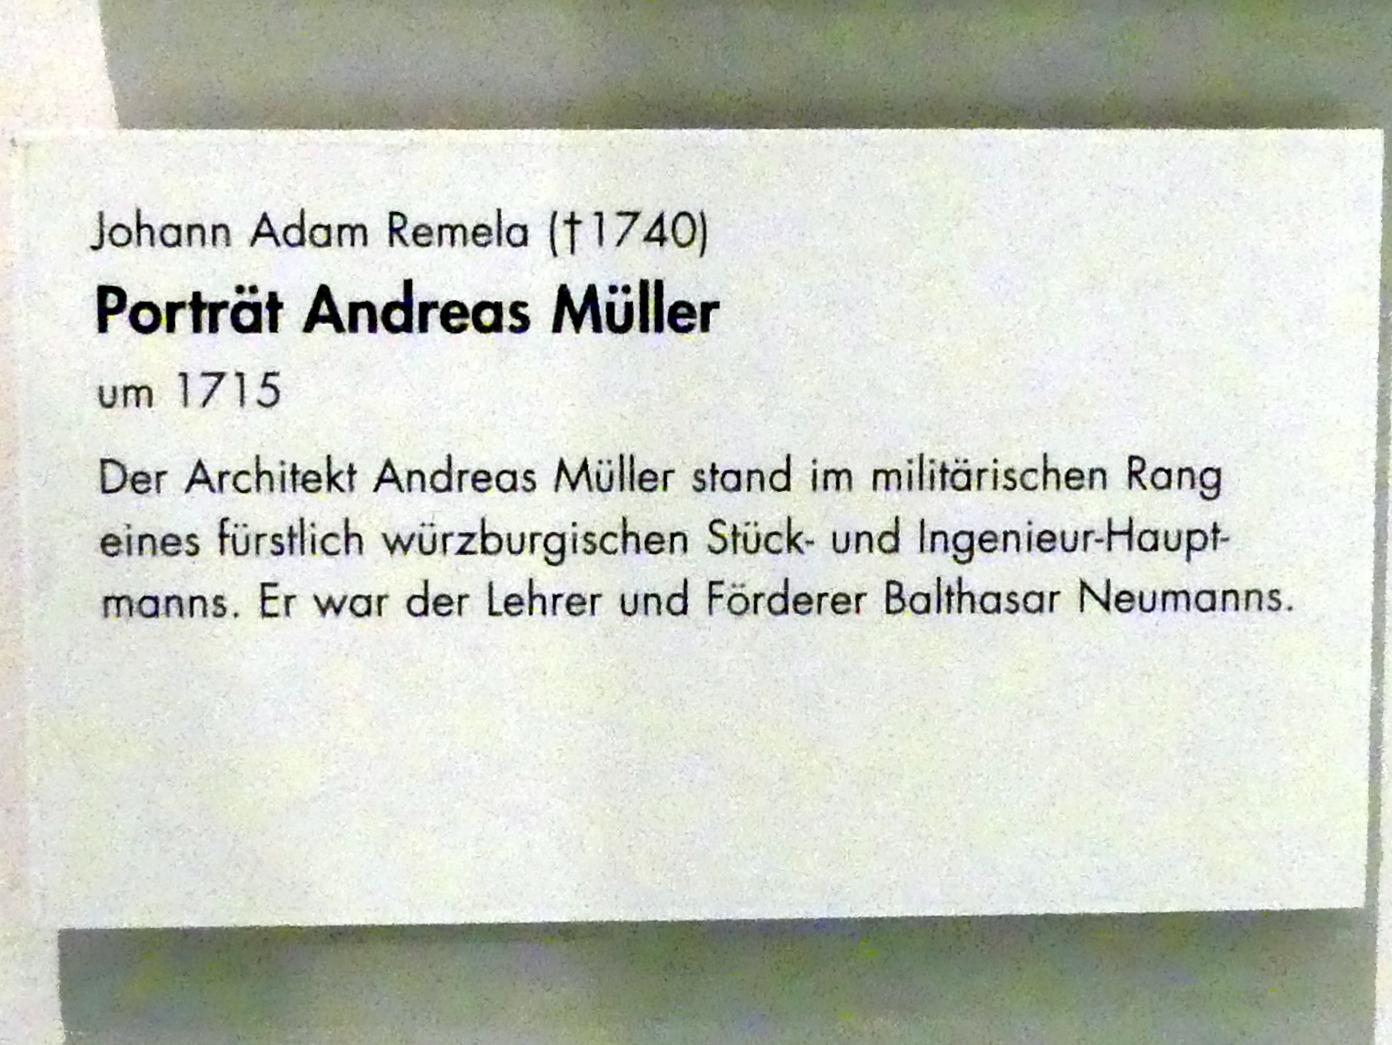 Johann Adam Remela (†1740)
Porträt Andreas Müller
um 1715
Der Architekt Andreas Müller stand im militärischen Rang
eines fürstlich würzburgischen Stück- und Ingenieur-Haupt-
manns. Er war der Lehrer und Förderer Balthasar Neumanns.